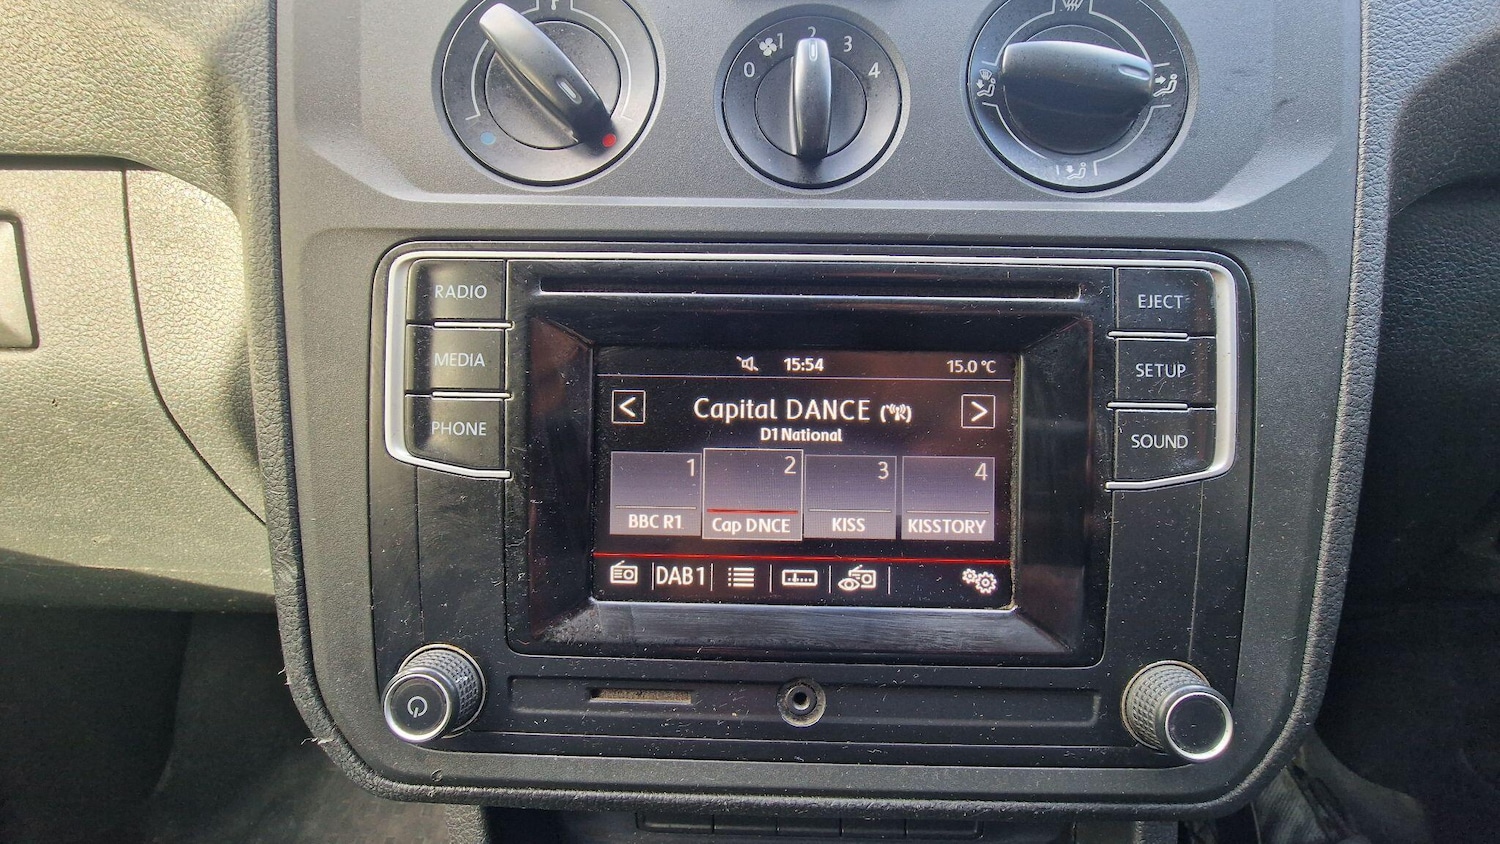 0 1 2 3 4
RADIO
MEDIA
PHONE
EJECT
SETUP
SOUND
15:54 15.0 °C
< Capital DANCE >
D1 National
1 2 3 4
BBC R1 Cap DNCE KISS KISSTORY
DAB1